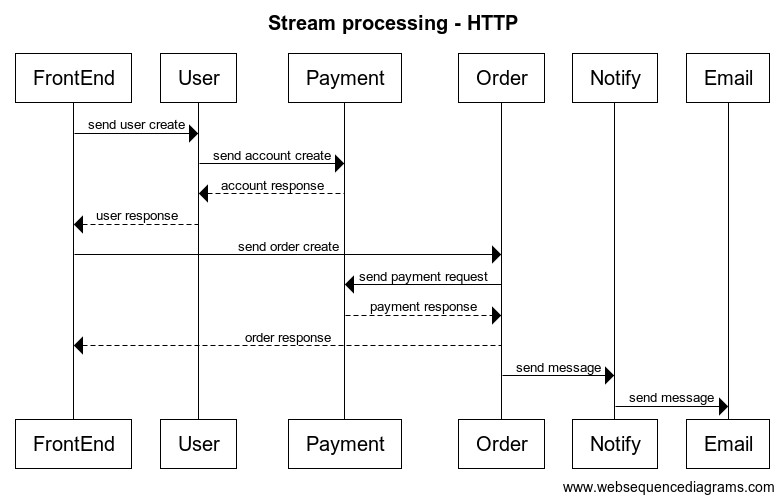 Stream processing - HTTP
FrontEnd User Payment Order Notify Email
send user create
send account create
account response
user response
send order create
send payment request
payment response
order response
send message
send message
FrontEnd User Payment Order Notify Email
www.websequencediagrams.com